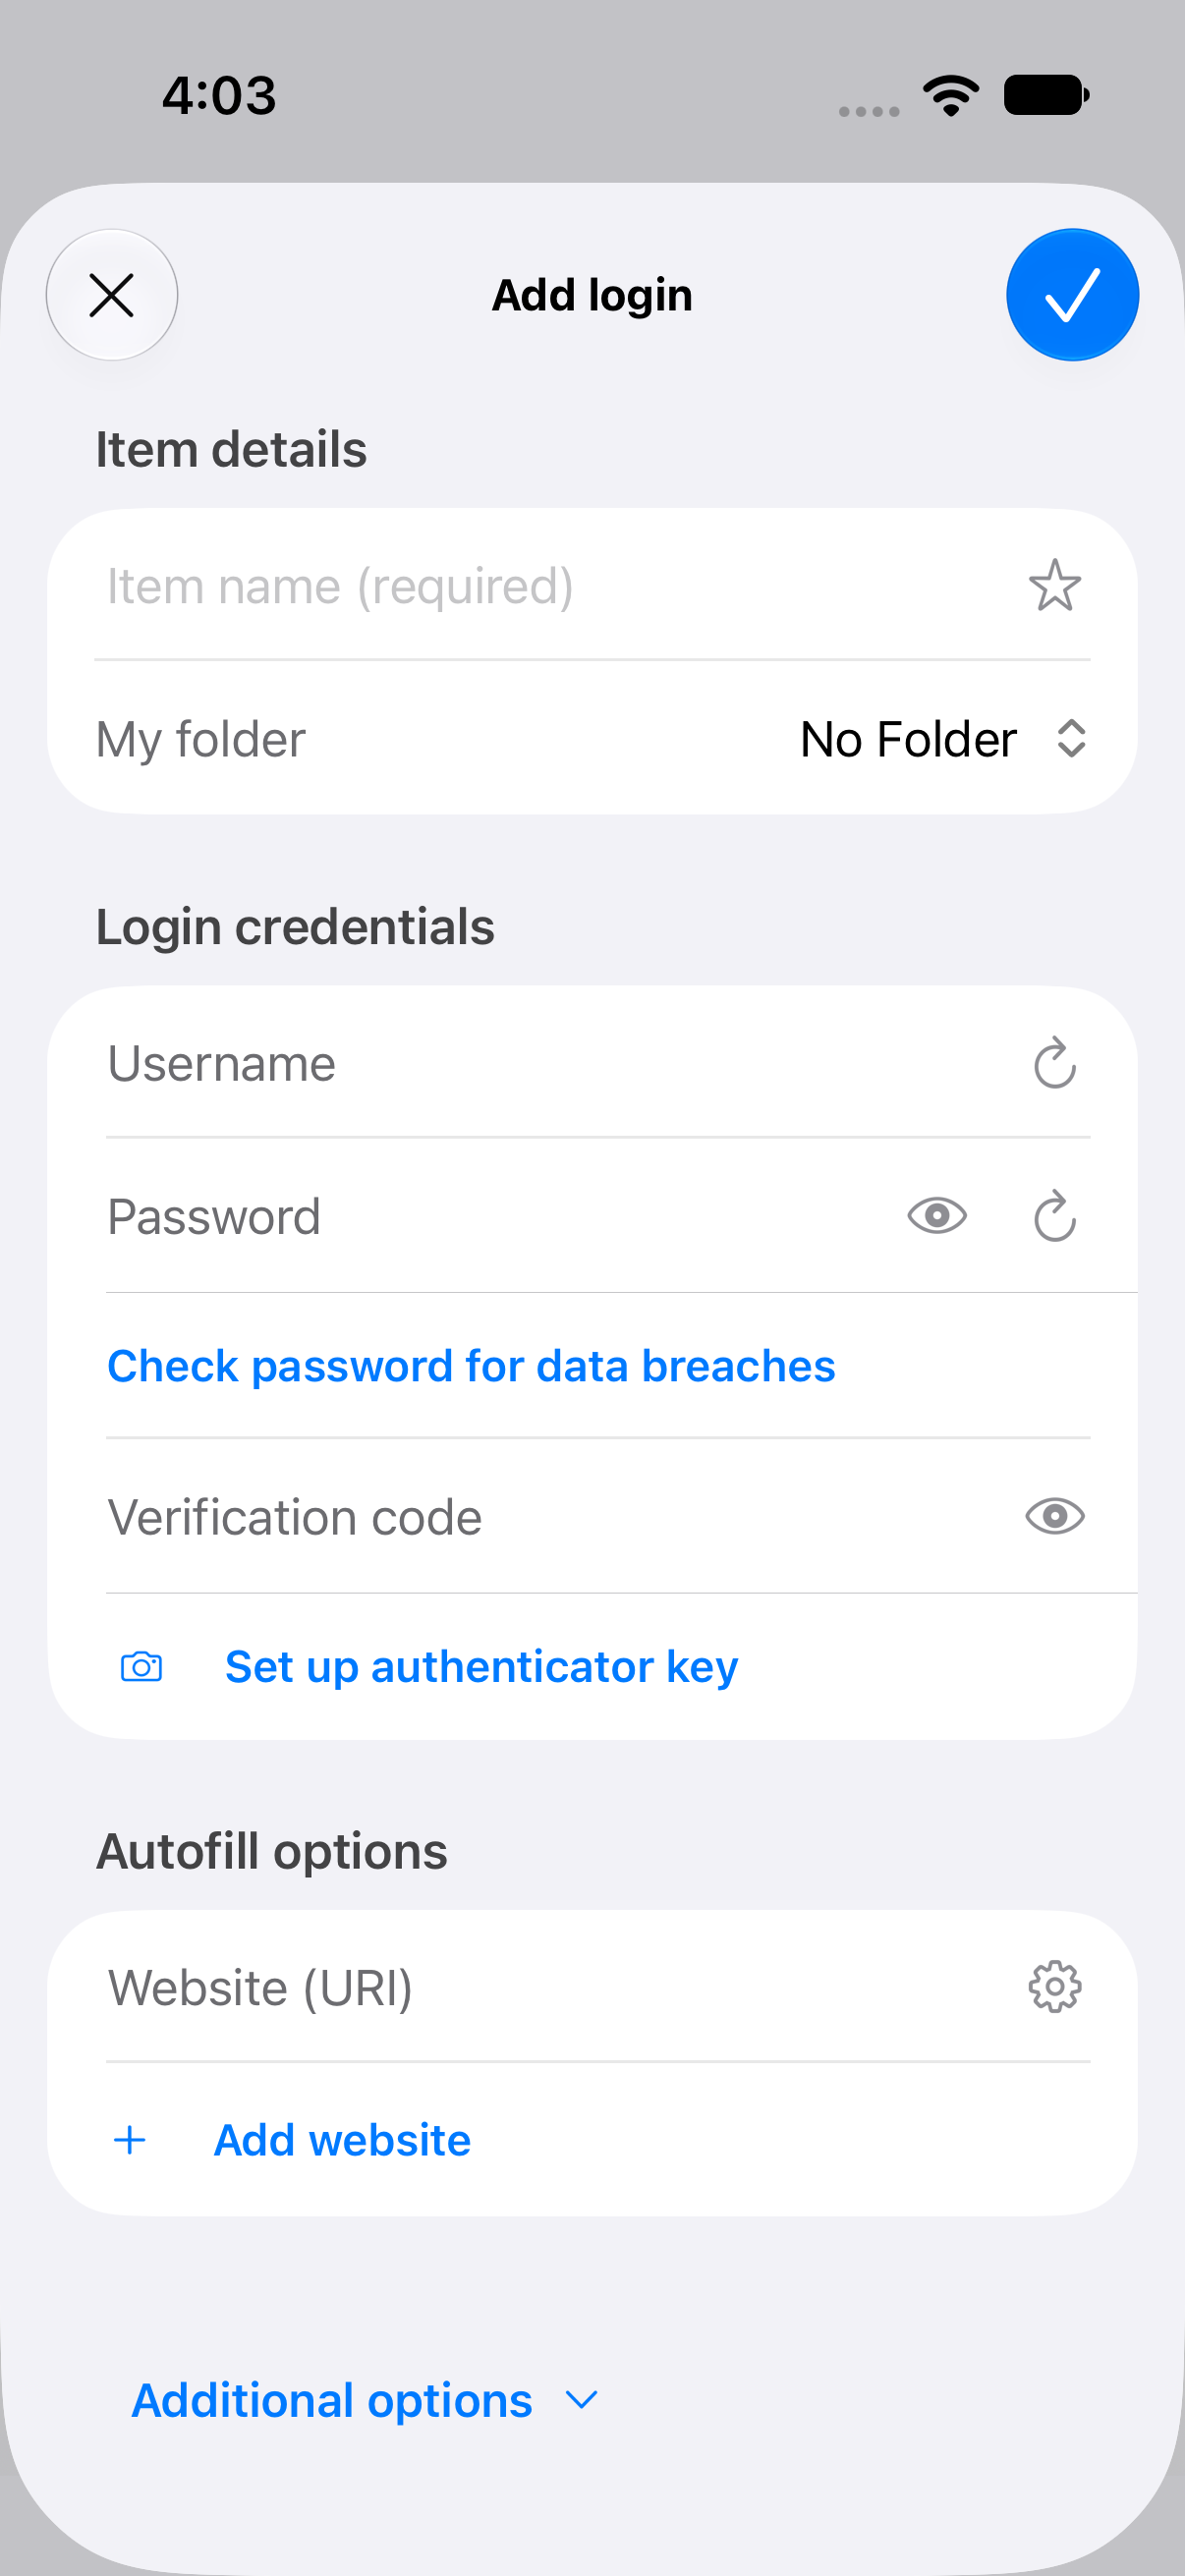 4:03
Add login
Item details
Item name (required)
My folder No Folder
Login credentials
Username
Password
Check password for data breaches
Verification code
Set up authenticator key
Autofill options
Website (URI)
Add website
Additional options